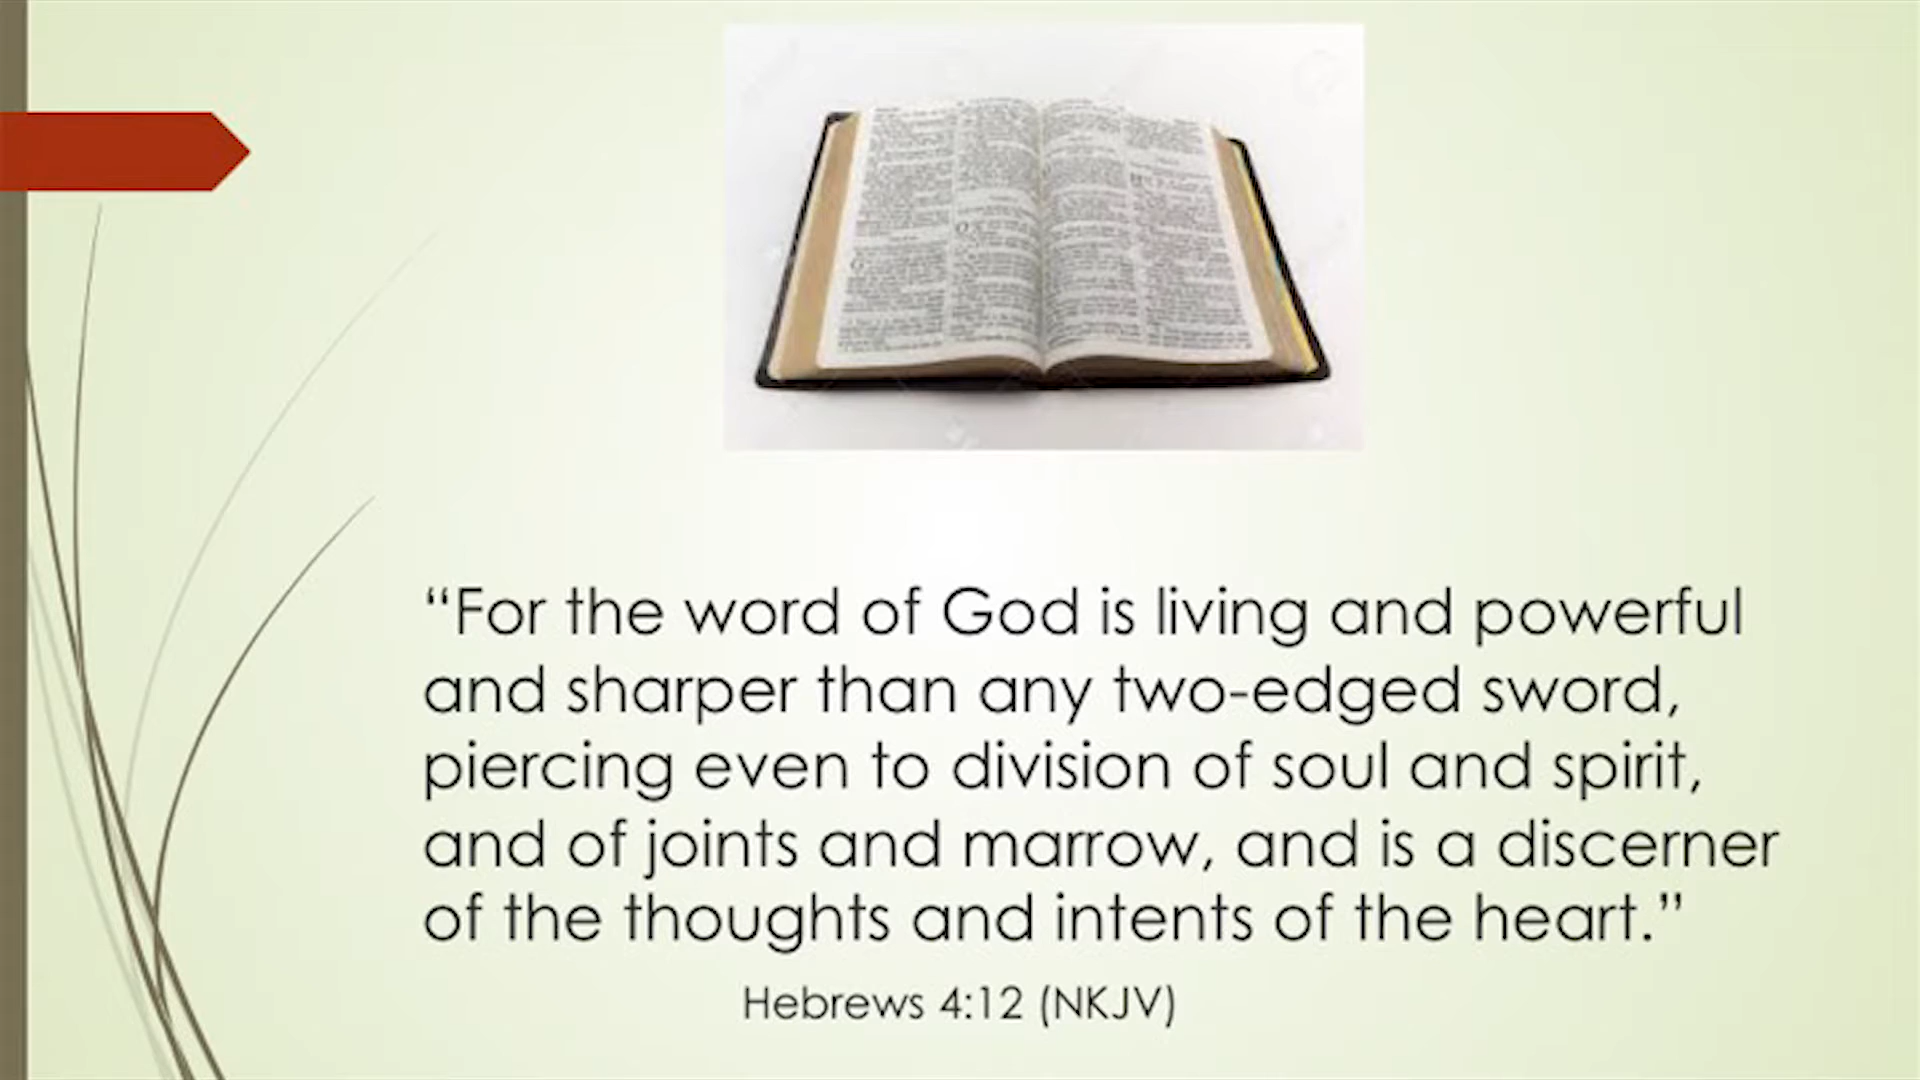 “For the word of God is living and powerful
and sharper than any two-edged sword,
piercing even to division of soul and spirit,
and of joints and marrow, and is a discerner
of the thoughts and intents of the heart.”
Hebrews 4:12 (NKJV)